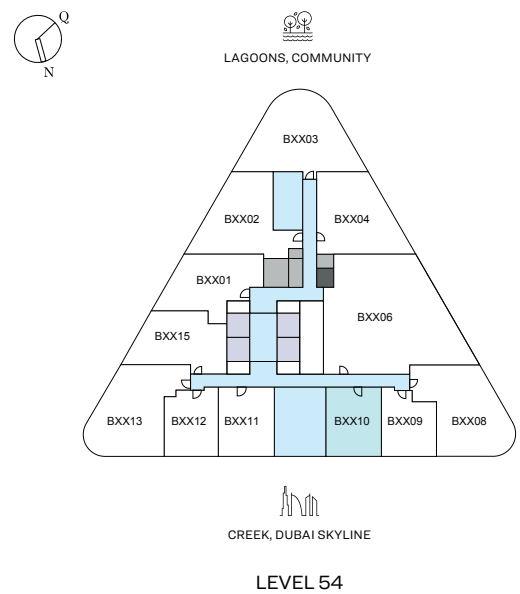 Q
N
LAGOONS, COMMUNITY
BXX03
BXX02 BXX04
BXX01
BXX06
BXX15
BXX13 BXX12 BXX11 BXX10 BXX09 BXX08
CREEK, DUBAI SKYLINE
LEVEL 54